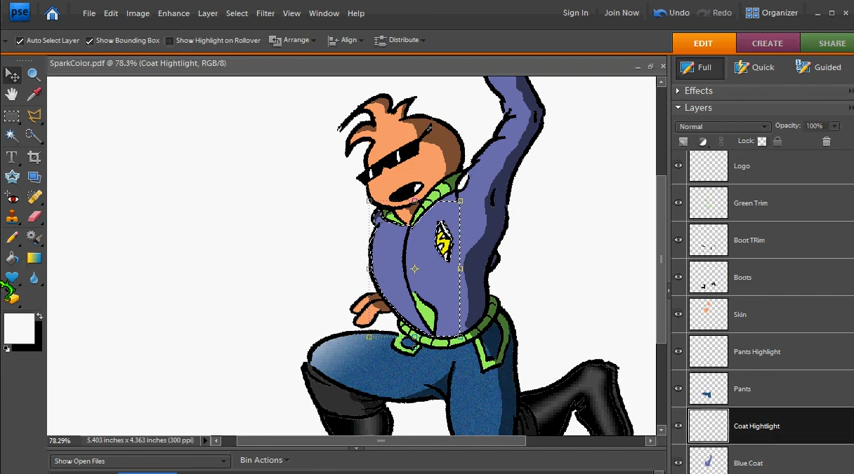 pse File Edit Image Enhance Layer Select Filter View Window Help Sign In Join Now Undo Redo Organizer
Auto Select Layer Show Bounding Box Show Highlight on Rollover Arrange Align Distribute EDIT CREATE SHARE
SparkColor.pdf @ 78.3% (Coat Hightlight, RGB/8)
Full Quick Guided
Effects
Layers
Normal Opacity: 100%
Lock:
Logo
Green Trim
Boot TRim
Boots
Skin
Pants Highlight
Pants
Coat Hightlight
Blue Coat
78.29% 5.403 inches x 4.363 inches (300 ppi)
Show Open Files Bin Actions